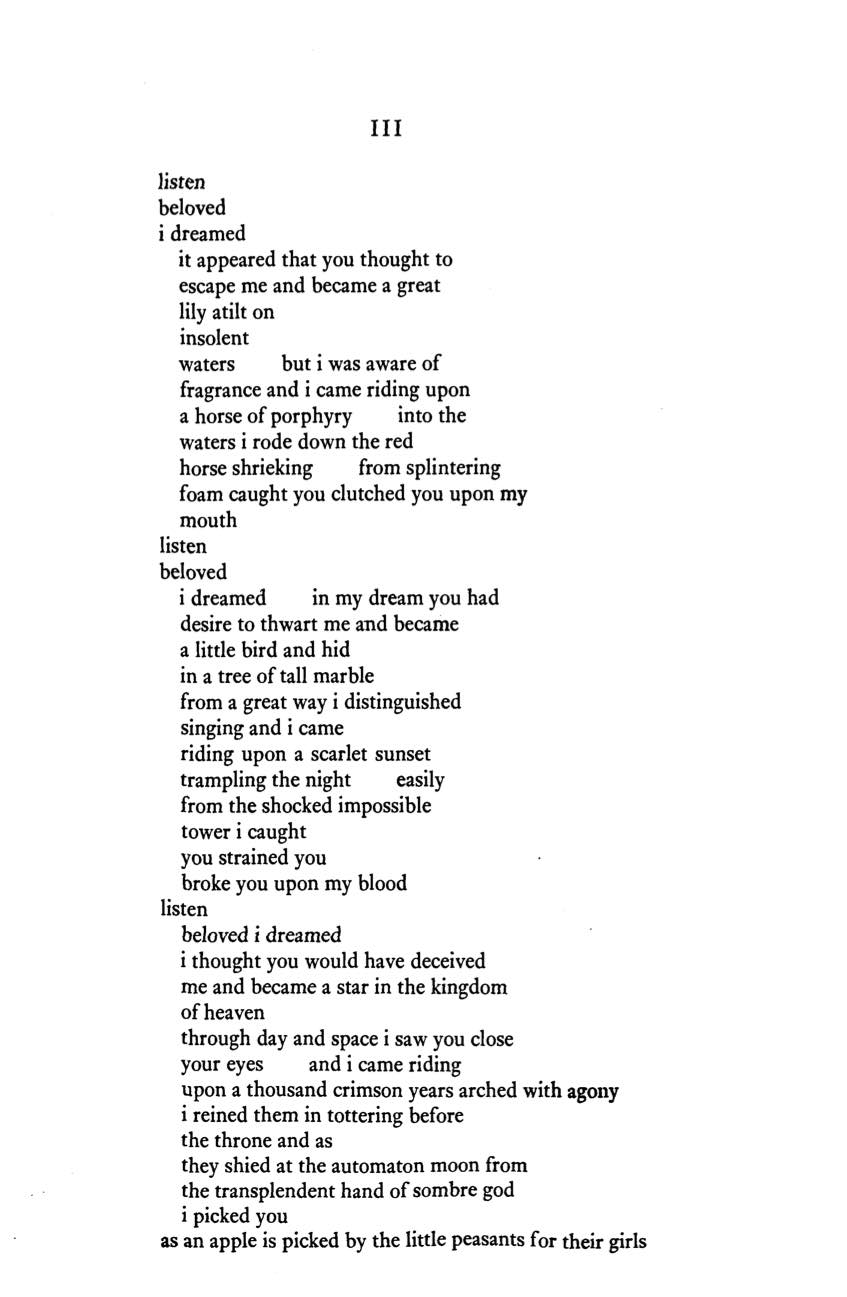 III
listen
beloved
i dreamed
it appeared that you thought to
escape me and became a great
lily atilt on
insolent
waters but i was aware of
fragrance and i came riding upon
a horse of porphyry into the
waters i rode down the red
horse shrieking from splintering
foam caught you clutched you upon my
mouth
listen
beloved
i dreamed in my dream you had
desire to thwart me and became
a little bird and hid
in a tree of tall marble
from a great way i distinguished
singing and i came
riding upon a scarlet sunset
trampling the night easily
from the shocked impossible
tower i caught
you strained you
broke you upon my blood
listen
beloved i dreamed
i thought you would have deceived
me and became a star in the kingdom
of heaven
through day and space i saw you close
your eyes and i came riding
upon a thousand crimson years arched with agony
i reined them in tottering before
the throne and as
they shied at the automaton moon from
the transplendent hand of sombre god
i picked you
as an apple is picked by the little peasants for their girls